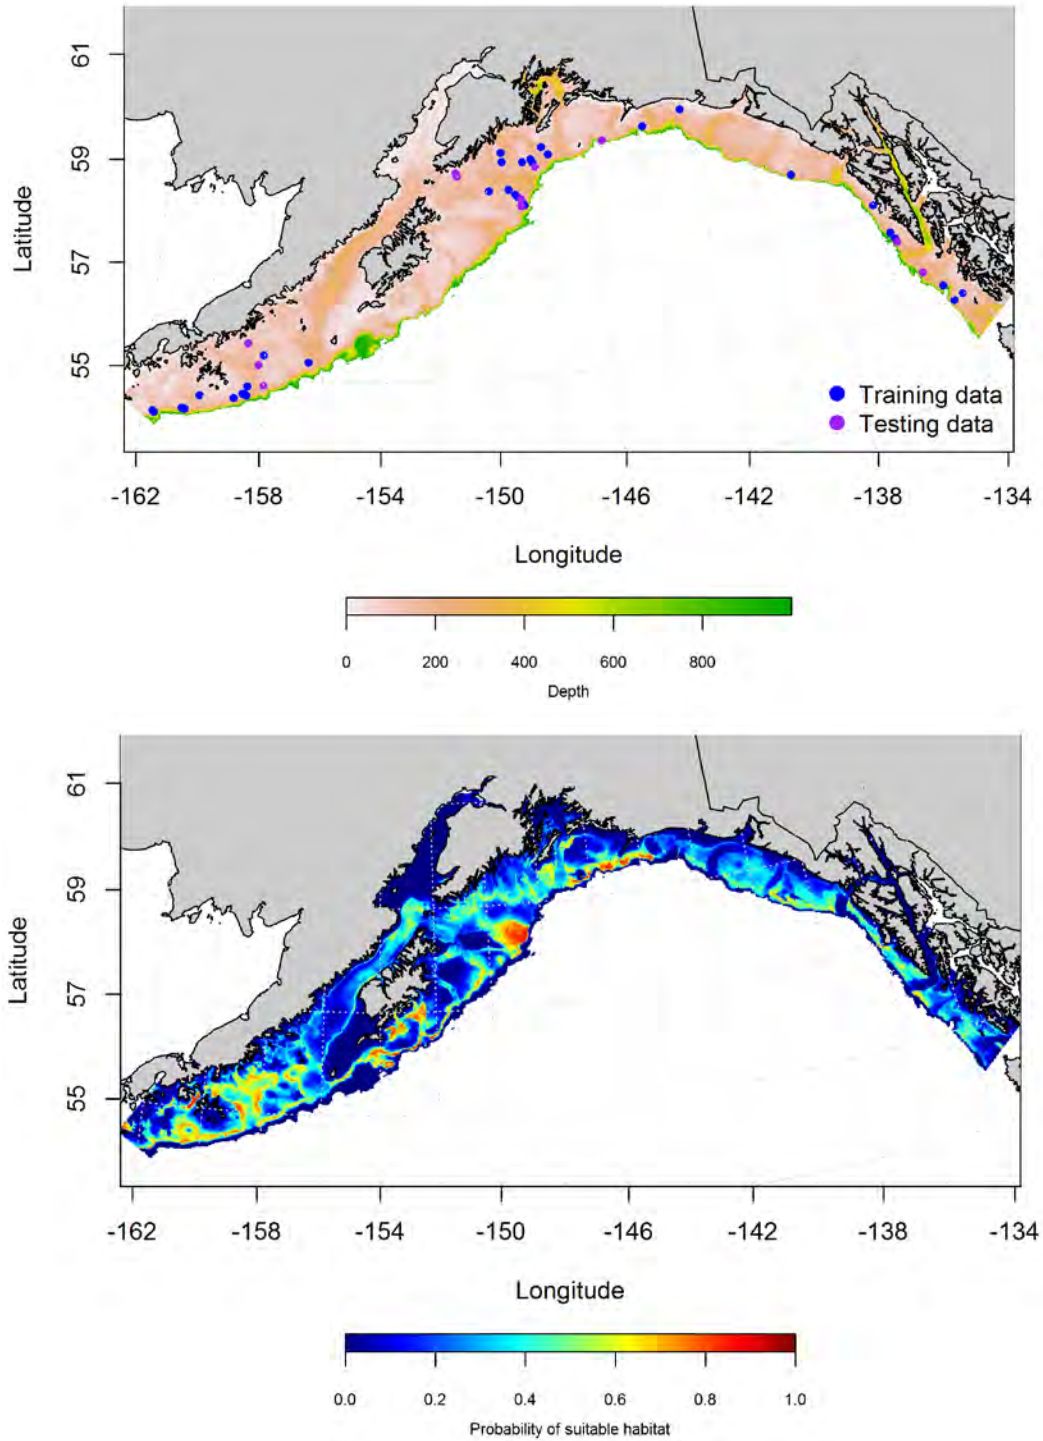 61
59
57
55
Latitude
Training data
Testing data
-162 -158 -154 -150 -146 -142 -138 -134
Longitude
0 200 400 600 800
Depth
61
59
57
55
Latitude
-162 -158 -154 -150 -146 -142 -138 -134
Longitude
0.0 0.2 0.4 0.6 0.8 1.0
Probability of suitable habitat